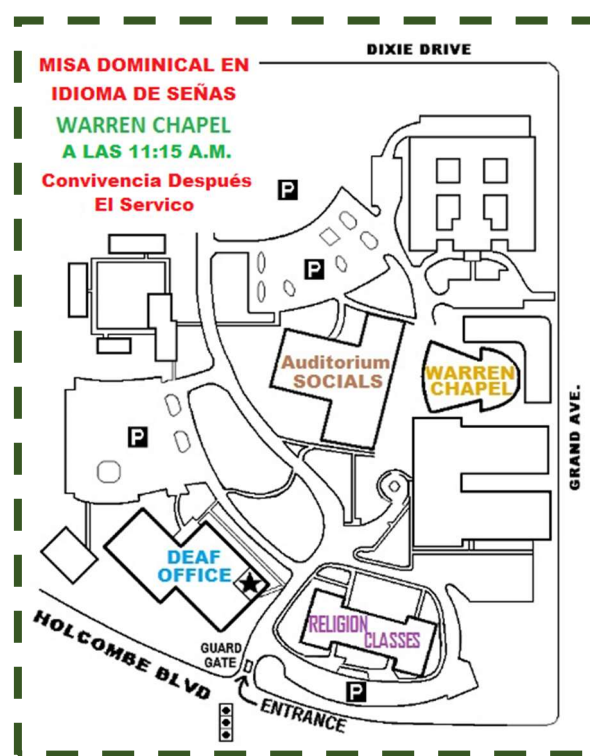 DIXIE DRIVE
MISA DOMINICAL EN
IDIOMA DE SEÑAS
WARREN CHAPEL
A LAS 11:15 A.M.
Convivencia Después
El Servico
P
P
Auditorium
SOCIALS
WARREN
CHAPEL
GRAND AVE.
P
DEAF
OFFICE
RELIGION
CLASSES
HOLCOMBE BLVD
GUARD
GATE
P
ENTRANCE